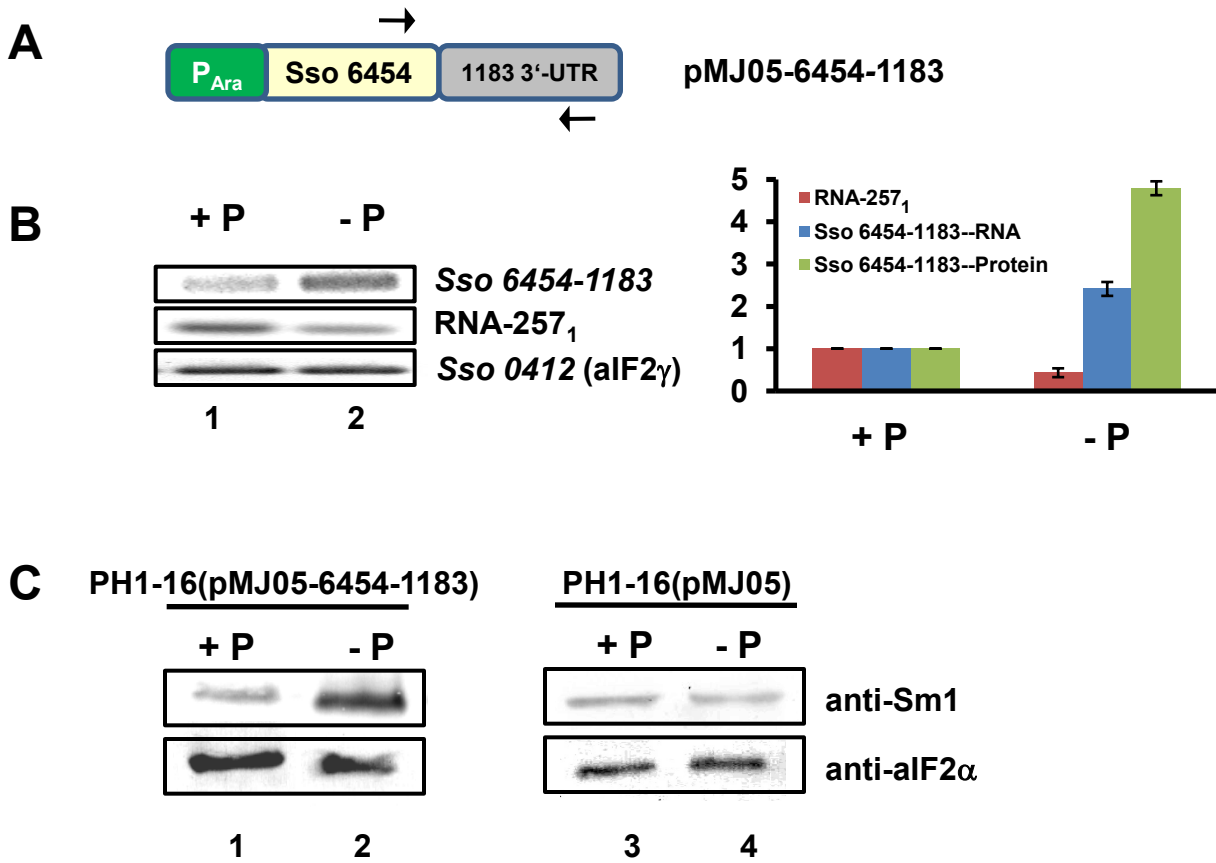 A
P_Ara Sso 6454 1183 3‘-UTR pMJ05-6454-1183
B
+ P - P
Sso 6454-1183
RNA-257₁
Sso 0412 (aIF2γ)
1 2
5
4
3
2
1
0
RNA-257₁
Sso 6454-1183--RNA
Sso 6454-1183--Protein
+ P - P
C
PH1-16(pMJ05-6454-1183) PH1-16(pMJ05)
+ P - P + P - P
anti-Sm1
anti-aIF2α
1 2 3 4